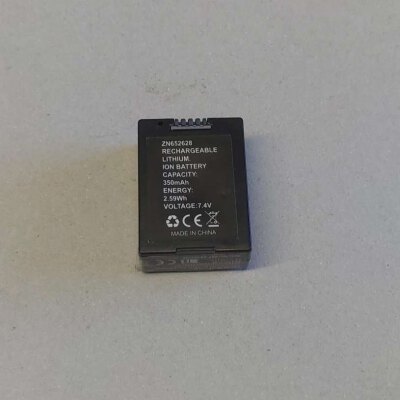 ZN652628
RECHARGEABLE
LITHIUM.
ION BATTERY
CAPACITY:
350mAh
ENERGY:
2.59Wh
VOLTAGE: 7.4V
MADE IN CHINA